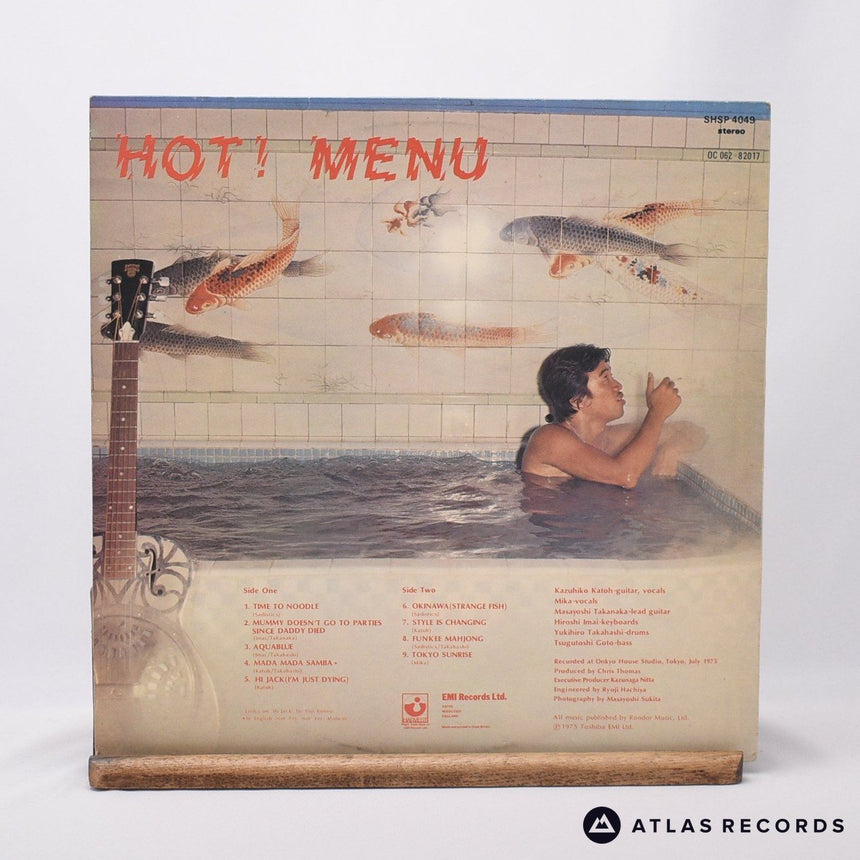 SHSP 4049
stereo
OC 062 · 82017
HOT! MENU
Side One
1. TIME TO NOODLE
(Sadistics)
2. MUMMY DOESN'T GO TO PARTIES
SINCE DADDY DIED
(Imai/Takanaka)
3. AQUABLUE
(Imai/Takahashi)
4. MADA MADA SAMBA
(Katoh/Takahashi)
5. HI JACK(I'M JUST DYING)
(Katoh)
Side Two
6. OKINAWA(STRANGE FISH)
(Sadistics)
7. STYLE IS CHANGING
(Katoh)
8. FUNKEE MAHJONG
(Sadistics/Takahashi)
9. TOKYO SUNRISE
(Mika)
EMI Records Ltd.
HAYES
MIDDLESEX
ENGLAND
HARVEST
Kazuhiko Katoh-guitar, vocals
Mika-vocals
Masayoshi Takanaka-lead guitar
Hiroshi Imai-keyboards
Yukihiro Takahashi-drums
Tsugutoshi Goto-bass
Recorded at Onkyo House Studio, Tokyo, July 1973
Produced by Chris Thomas
Executive Producer Kazunaga Nitta
Engineered by Ryoji Hachiya
Photography by Masayoshi Sukita
All music published by Rondor Music, Ltd.
℗1975 Toshiba EMI Ltd.
ATLAS RECORDS